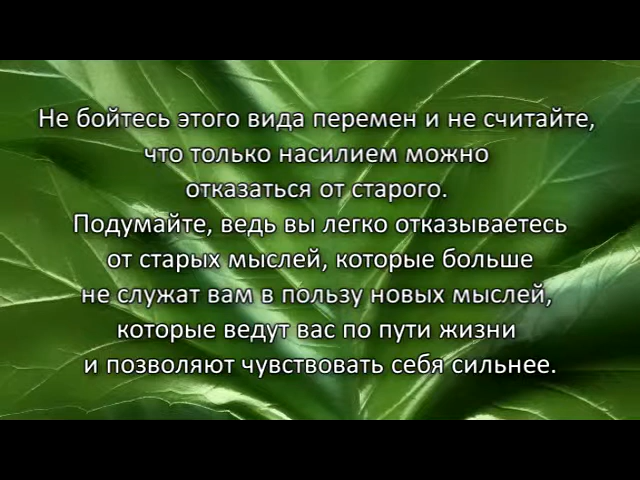 Не бойтесь этого вида перемен и не считайте,
что только насилием можно
отказаться от старого.
Подумайте, ведь вы легко отказываетесь
от старых мыслей, которые больше
не служат вам в пользу новых мыслей,
которые ведут вас по пути жизни
и позволяют чувствовать себя сильнее.